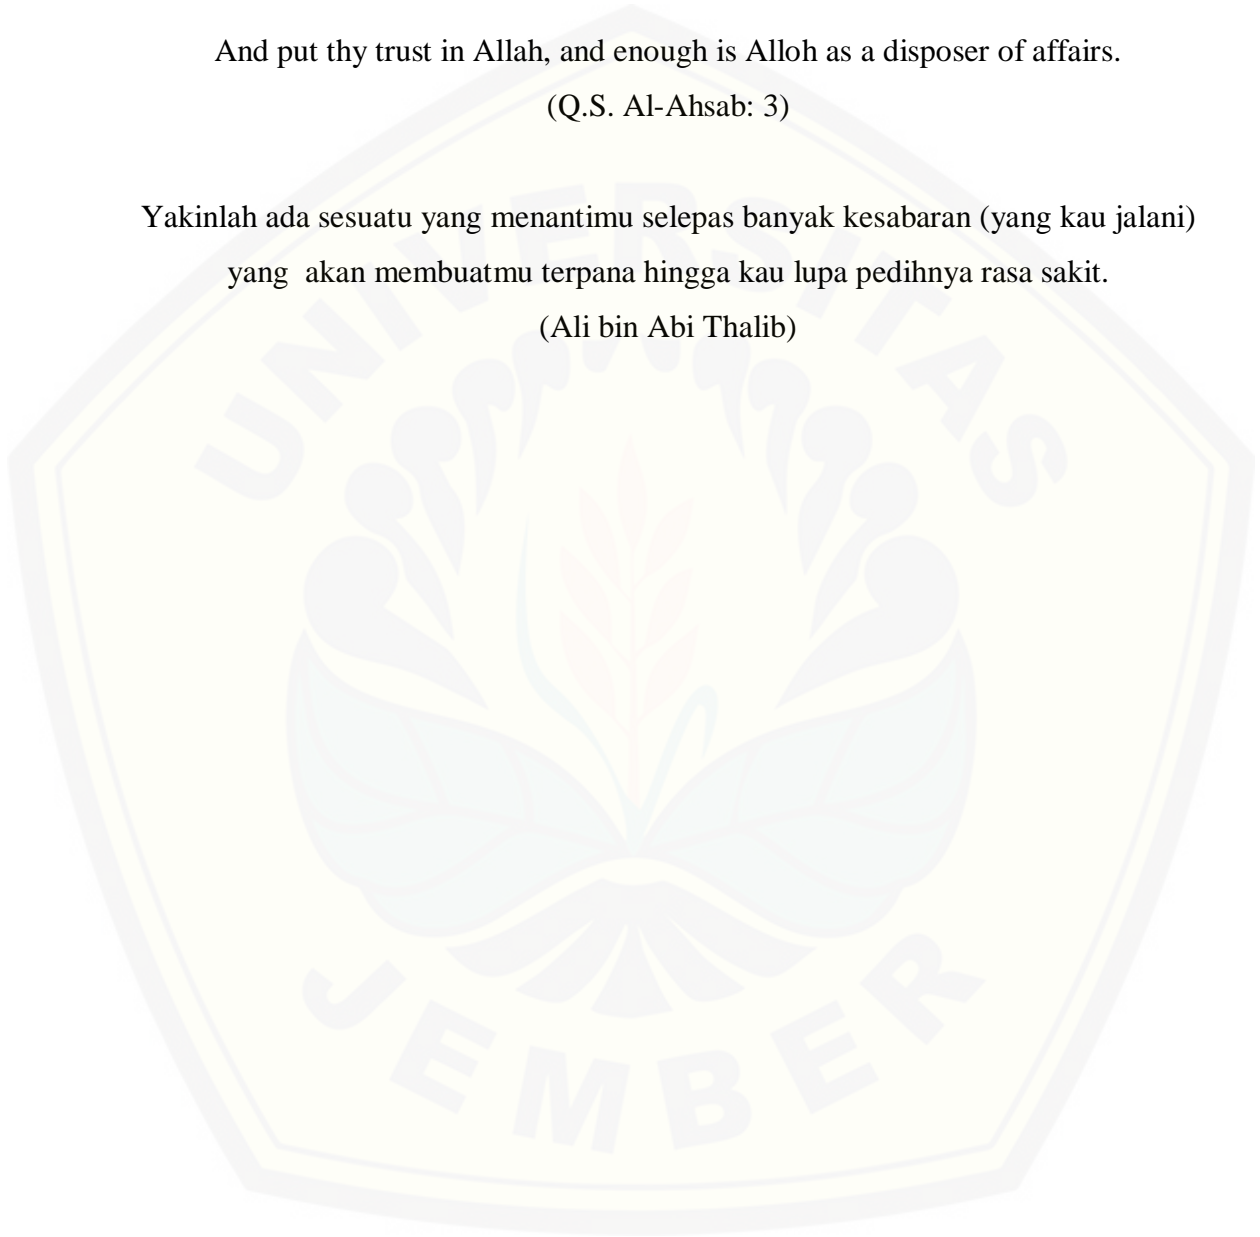 And put thy trust in Allah, and enough is Alloh as a disposer of affairs.
(Q.S. Al-Ahsab: 3)
Yakinlah ada sesuatu yang menantimu selepas banyak kesabaran (yang kau jalani)
yang  akan membuatmu terpana hingga kau lupa pedihnya rasa sakit.
(Ali bin Abi Thalib)
UNIVERSITAS
JEMBER